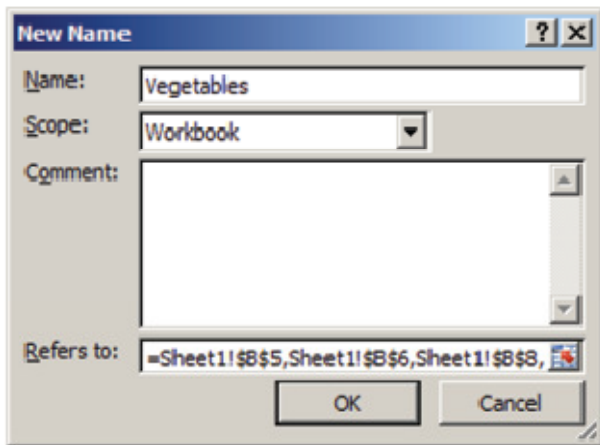 New Name
Name: Vegetables
Scope: Workbook
Comment:
Refers to: =Sheet1!$B$5,Sheet1!$B$6,Sheet1!$B$8,
OK Cancel